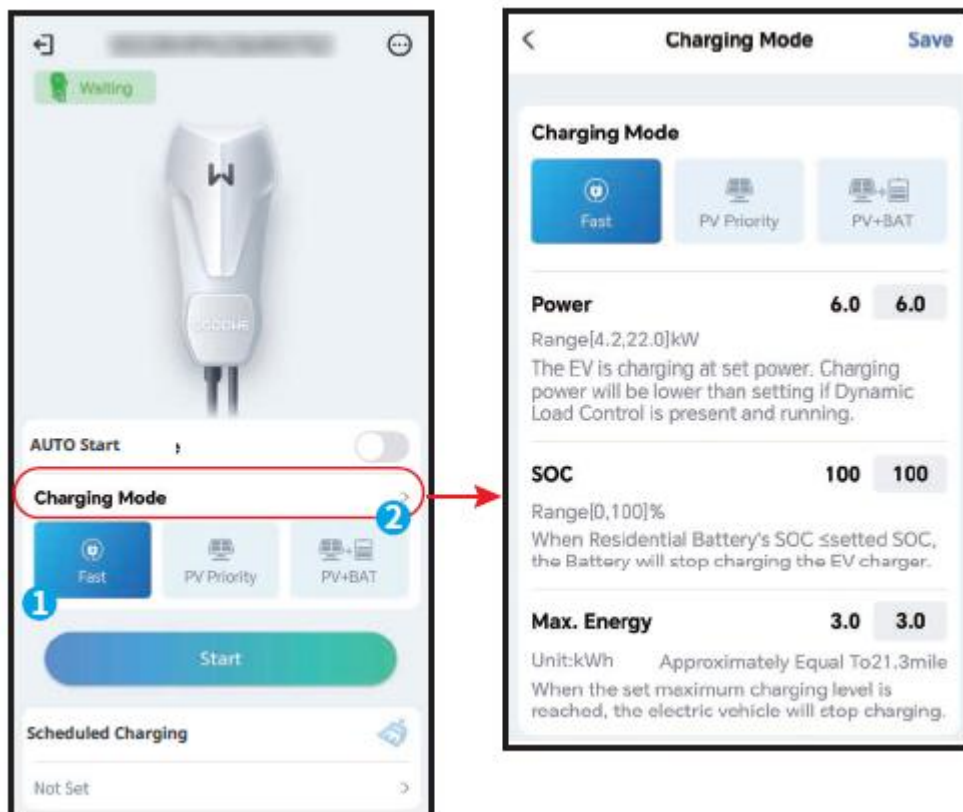 Waiting
AUTO Start
Charging Mode
2
Fast
PV Priority
PV+BAT
1
Start
Scheduled Charging
Not Set
Charging Mode
Save
Charging Mode
Fast
PV Priority
PV+BAT
Power 6.0 6.0
Range[4.2,22.0]kW
The EV is charging at set power. Charging
power will be lower than setting if Dynamic
Load Control is present and running.
SOC 100 100
Range[0,100]%
When Residential Battery's SOC ≤setted SOC,
the Battery will stop charging the EV charger.
Max. Energy 3.0 3.0
Unit:kWh Approximately Equal To21.3mile
When the set maximum charging level is
reached, the electric vehicle will stop charging.